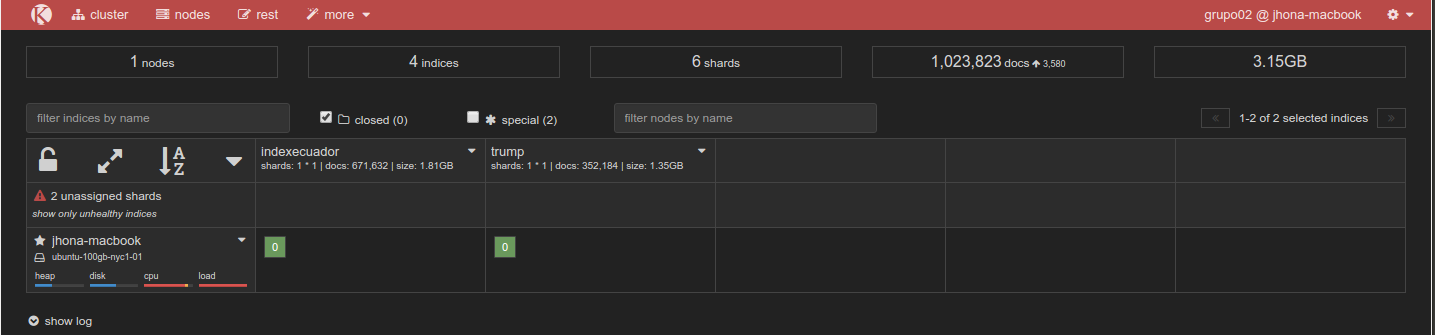 cluster nodes rest more grupo02 @ jhona-macbook
1 nodes 4 indices 6 shards 1,023,823 docs 3,580 3.15GB
filter indices by name closed (0) special (2) filter nodes by name « 1-2 of 2 selected indices »
indexecuador trump
shards: 1 * 1 | docs: 671,632 | size: 1.81GB shards: 1 * 1 | docs: 352,184 | size: 1.35GB
2 unassigned shards
show only unhealthy indices
jhona-macbook 0 0
ubuntu-100gb-nyc1-01
heap disk cpu load
show log